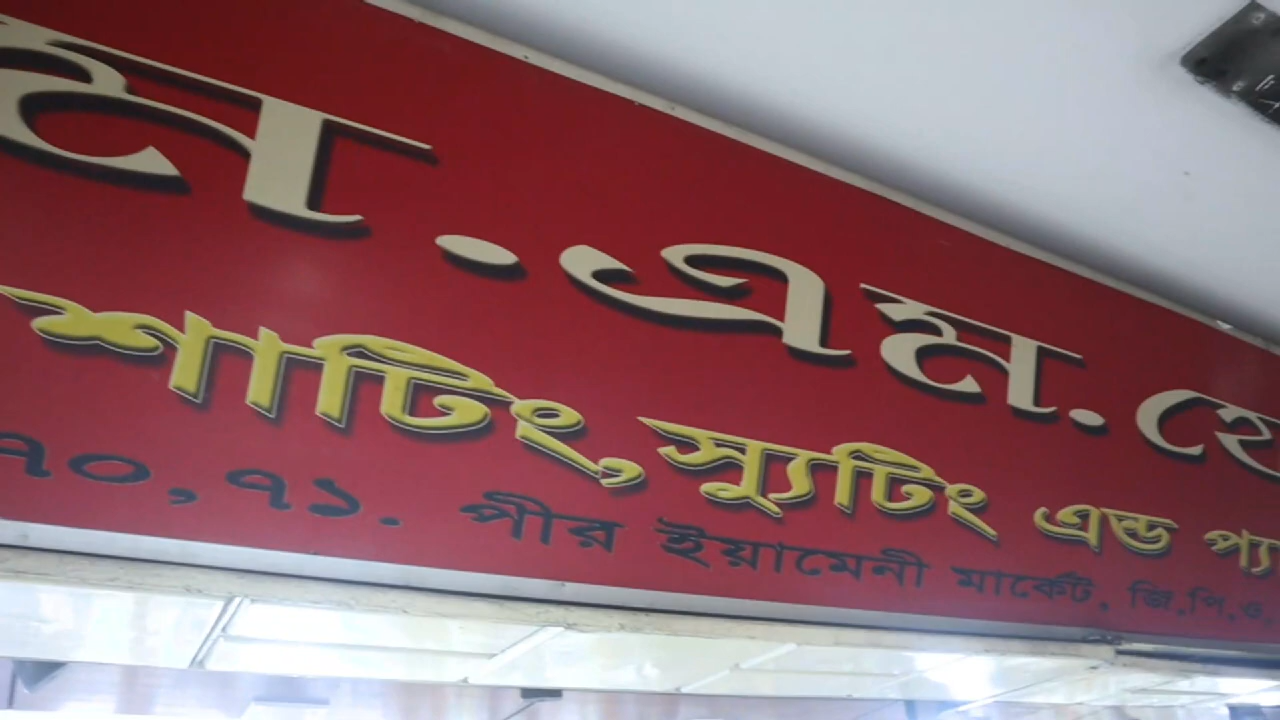 ম.এম.হে
শার্টিং,স্যুটিং এন্ড প্যা
৭০,৭১. পীর ইয়ামেনী মার্কেট, জি,পি,ও,